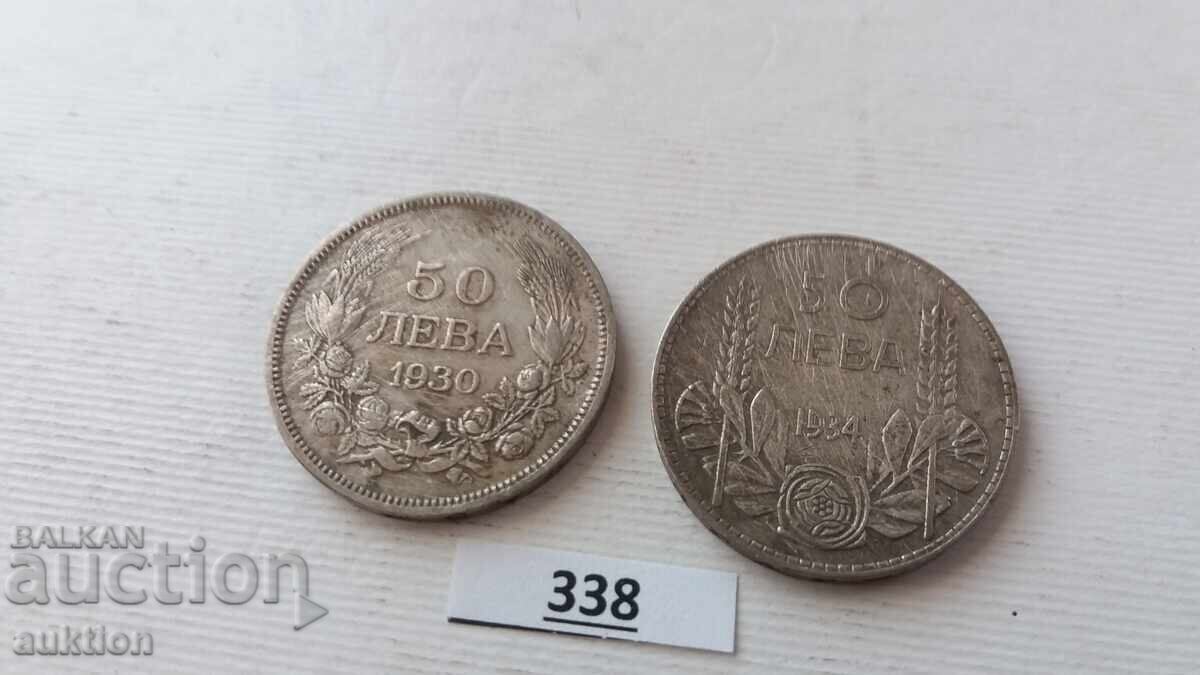 50
ЛЕВА
1930
50
ЛЕВА
1934
338
BALKAN
auction
auktion